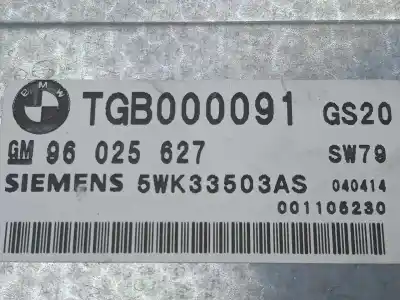 BMW TGB000091 GS20
GM 96 025 627 SW79
SIEMENS 5WK33503AS 040414
001105230